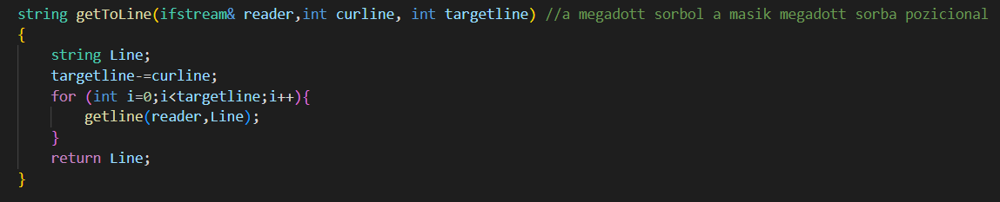 string getToLine(ifstream& reader,int curline, int targetline) //a megadott sorbol a masik megadott sorba pozicional
{
    string Line;
    targetline-=curline;
    for (int i=0;i<targetline;i++){
        getline(reader,Line);
    }
    return Line;
}